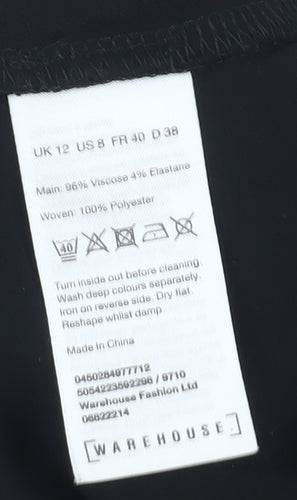 UK 12 US 8 FR 40 D 38
Main: 96% Viscose 4% Elastane
Woven: 100% Polyester
40
Turn inside out before cleaning.
Wash deep colours separately.
Iron on reverse side. Dry flat.
Reshape whilst damp.
Made in China
0450284977712
5054223592296 / 9710
Warehouse Fashion Ltd
06622214
[WAREHOUSE.]